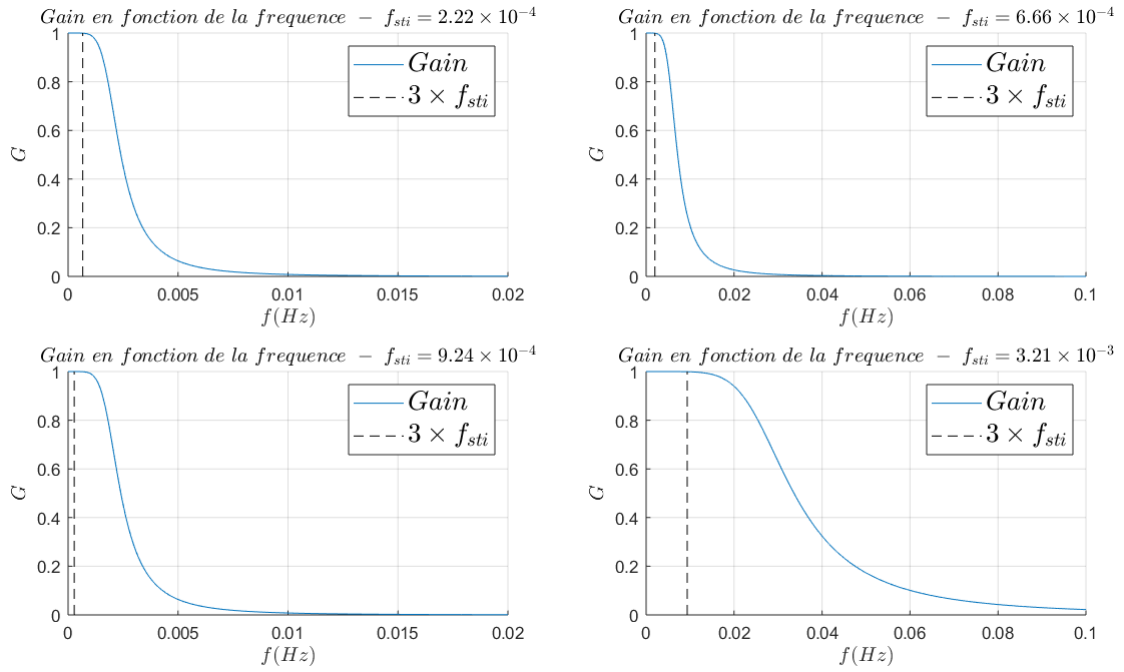 Gain en fonction de la frequence − f_sti = 2.22 × 10⁻⁴
G
1
0.8
0.6
0.4
0.2
0
0 0.005 0.01 0.015 0.02
f(Hz)
Gain
3 × f_sti
Gain en fonction de la frequence − f_sti = 6.66 × 10⁻⁴
G
1
0.8
0.6
0.4
0.2
0
0 0.02 0.04 0.06 0.08 0.1
f(Hz)
Gain
3 × f_sti
Gain en fonction de la frequence − f_sti = 9.24 × 10⁻⁴
G
1
0.8
0.6
0.4
0.2
0
0 0.005 0.01 0.015 0.02
f(Hz)
Gain
3 × f_sti
Gain en fonction de la frequence − f_sti = 3.21 × 10⁻³
G
1
0.8
0.6
0.4
0.2
0
0 0.02 0.04 0.06 0.08 0.1
f(Hz)
Gain
3 × f_sti